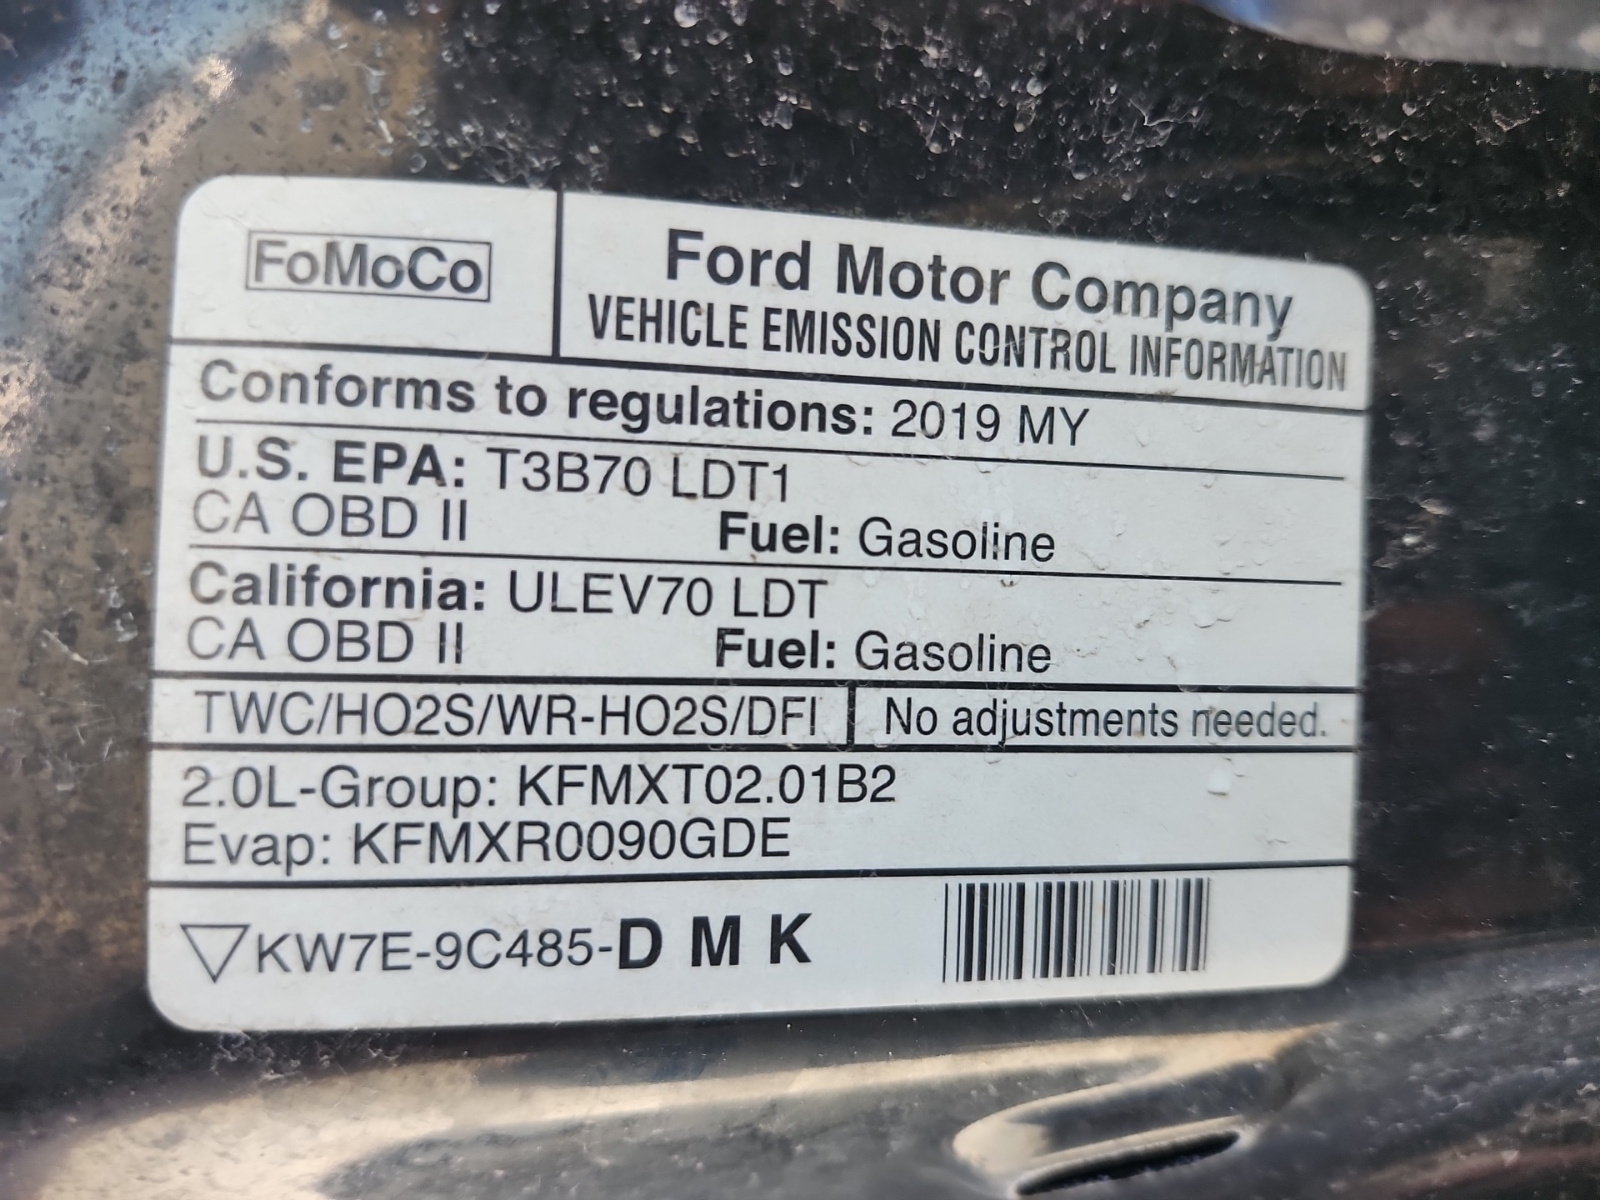 FoMoCo
Ford Motor Company
VEHICLE EMISSION CONTROL INFORMATION
Conforms to regulations: 2019 MY
U.S. EPA: T3B70 LDT1
CA OBD II Fuel: Gasoline
California: ULEV70 LDT
CA OBD II Fuel: Gasoline
TWC/HO2S/WR-HO2S/DFI No adjustments needed.
2.0L-Group: KFMXT02.01B2
Evap: KFMXR0090GDE
▽KW7E-9C485-D M K